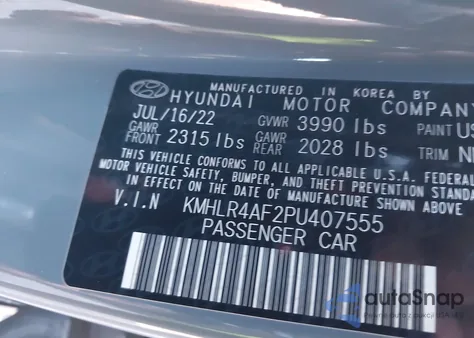 MANUFACTURED IN KOREA BY
HYUNDAI MOTOR COMPANY
JUL/16/22 GVWR 3990 lbs PAINT
GAWR FRONT 2315 lbs GAWR REAR 2028 lbs TRIM
THIS VEHICLE CONFORMS TO ALL APPLICABLE U.S.A. FEDERAL
MOTOR VEHICLE SAFETY, BUMPER, AND THEFT PREVENTION STANDARDS
IN EFFECT ON THE DATE OF MANUFACTURE SHOWN ABOVE
V.I.N KMHLR4AF2PU407555
PASSENGER CAR
autoSnap